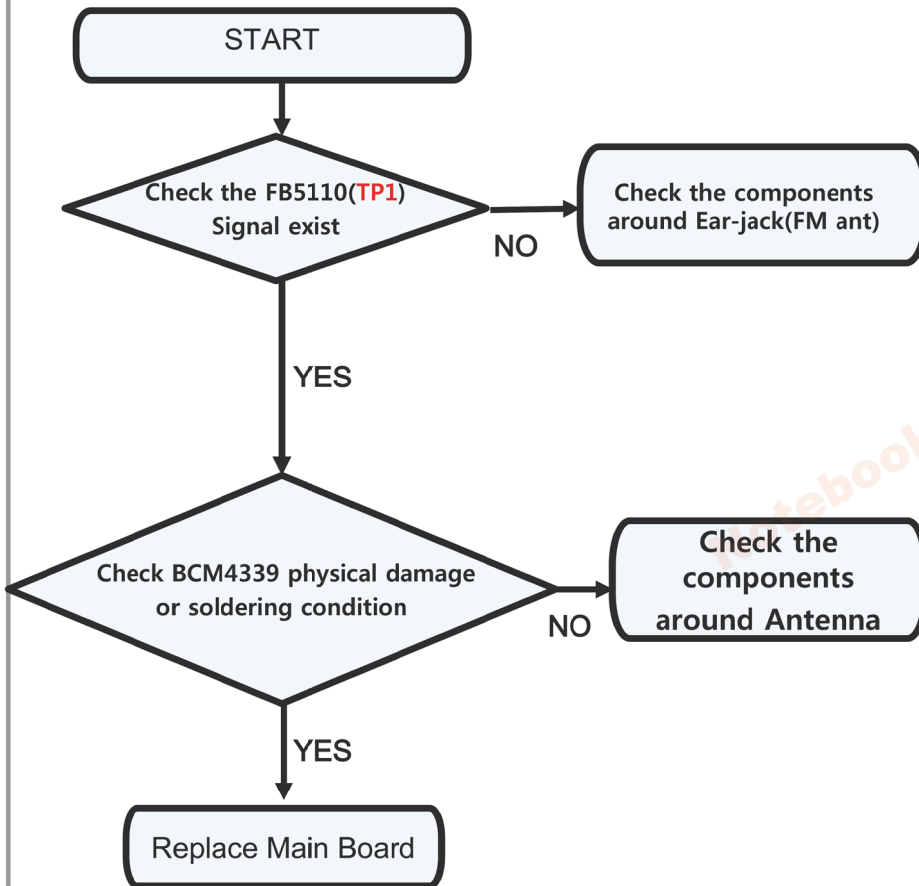 START
Check the FB5110(TP1)
Signal exist
NO
Check the components
around Ear-jack(FM ant)
YES
Check BCM4339 physical damage
or soldering condition
NO
Check the
components
around Antenna
YES
Replace Main Board
Notebook